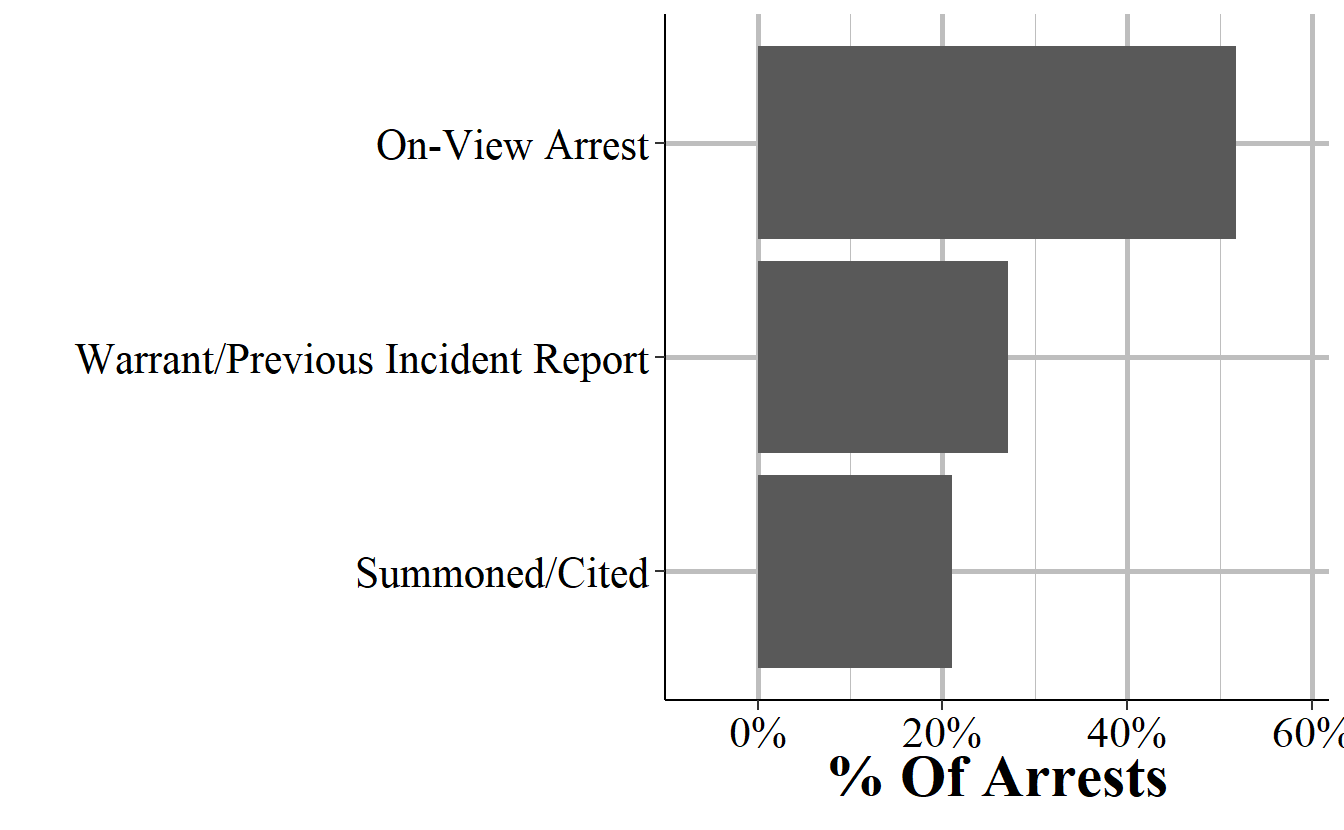 On-View Arrest
Warrant/Previous Incident Report
Summoned/Cited
0% 20% 40% 60%
% Of Arrests